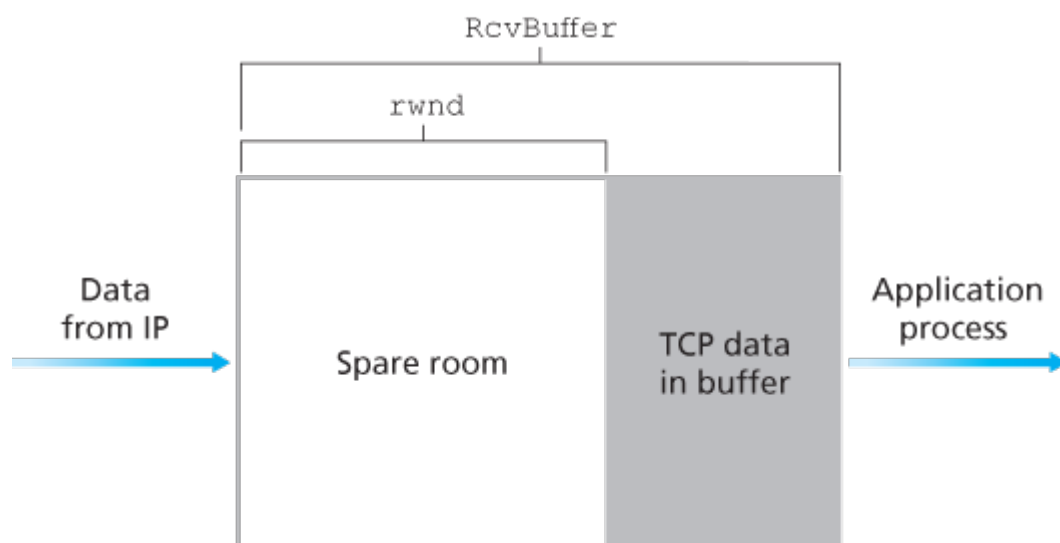 RcvBuffer
rwnd
Data
from IP
Spare room
TCP data
in buffer
Application
process